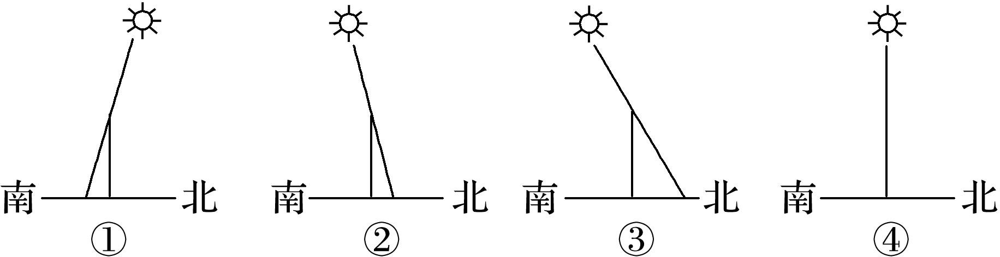 南 北 南 北 南 北 南 北
① ② ③ ④